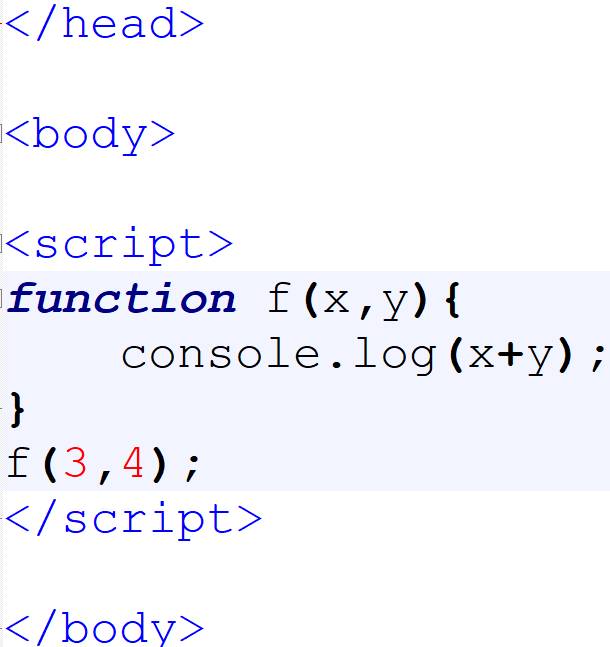 </head>
<body>
<script>
function f(x,y){
    console.log(x+y);
}
f(3,4);
</script>
</body>